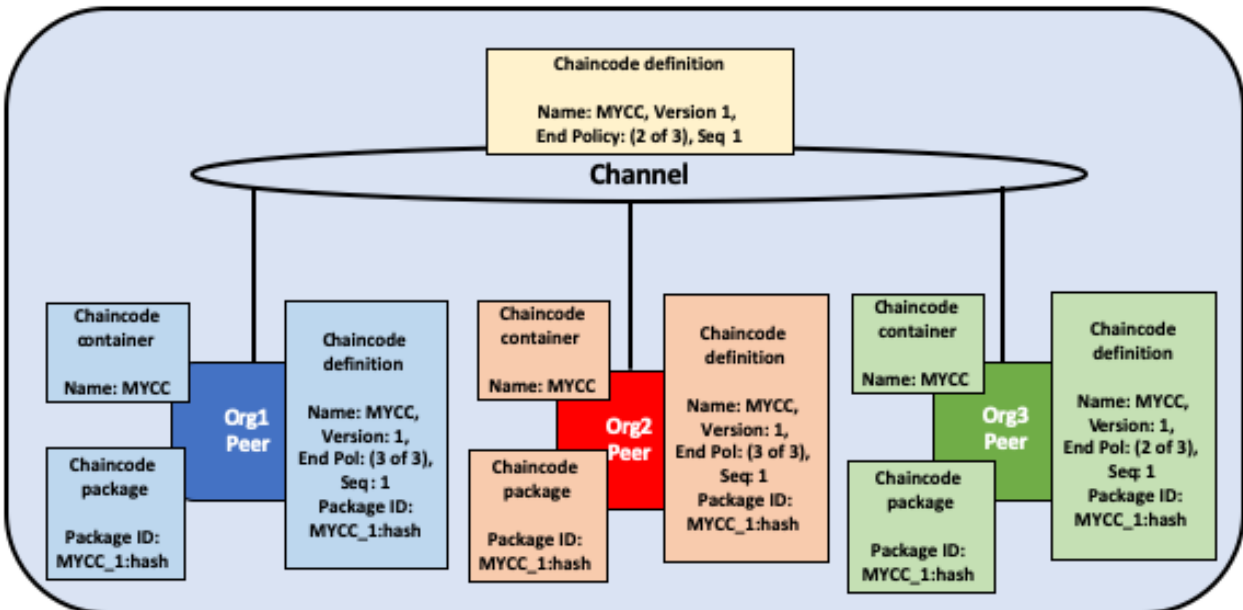 Chaincode definition
Name: MYCC, Version 1,
End Policy: (2 of 3), Seq 1
Channel
Chaincode
container
Name: MYCC
Org1
Peer
Chaincode
package
Package ID:
MYCC_1:hash
Chaincode
definition
Name: MYCC,
Version: 1,
End Pol: (3 of 3),
Seq : 1
Package ID:
MYCC_1:hash
Chaincode
container
Name: MYCC
Org2
Peer
Chaincode
package
Package ID:
MYCC_1:hash
Chaincode
definition
Name: MYCC,
Version: 1,
End Pol: (3 of 3),
Seq: 1
Package ID:
MYCC_1:hash
Chaincode
container
Name: MYCC
Org3
Peer
Chaincode
package
Package ID:
MYCC_1:hash
Chaincode
definition
Name: MYCC,
Version: 1,
End Pol: (2 of 3),
Seq: 1
Package ID:
MYCC_1:hash